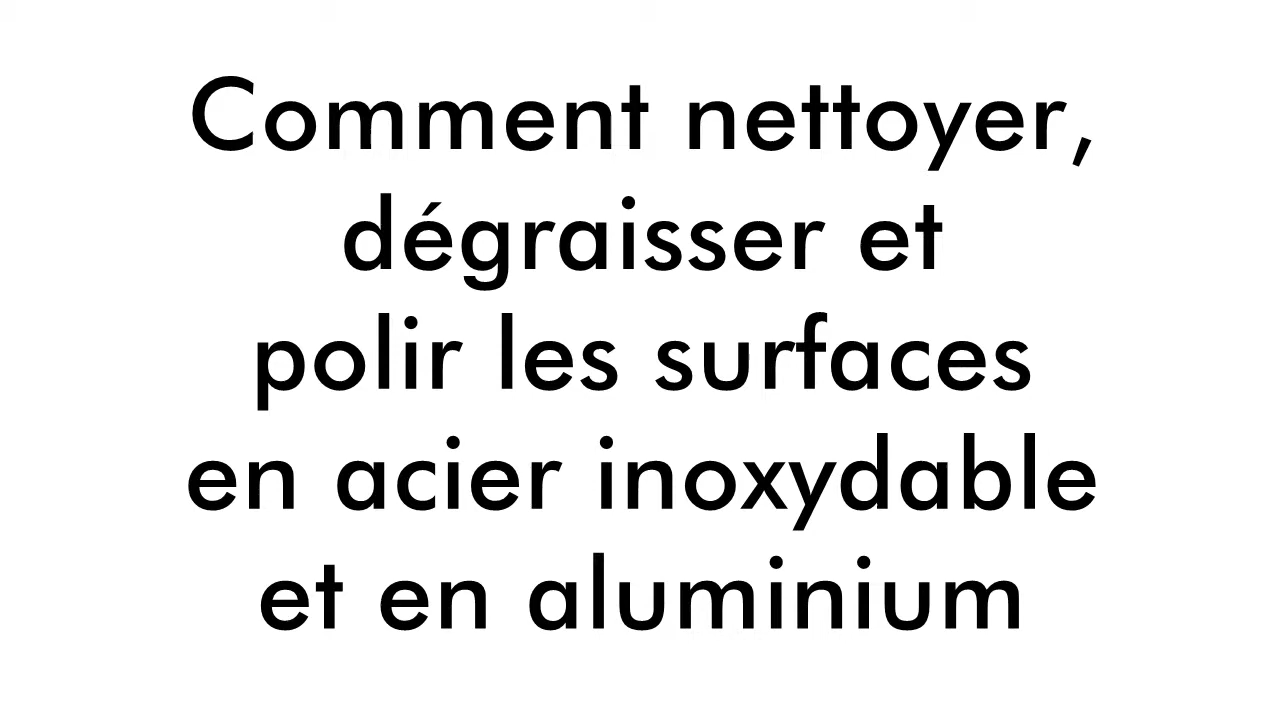 Comment nettoyer,
dégraisser et
polir les surfaces
en acier inoxydable
et en aluminium